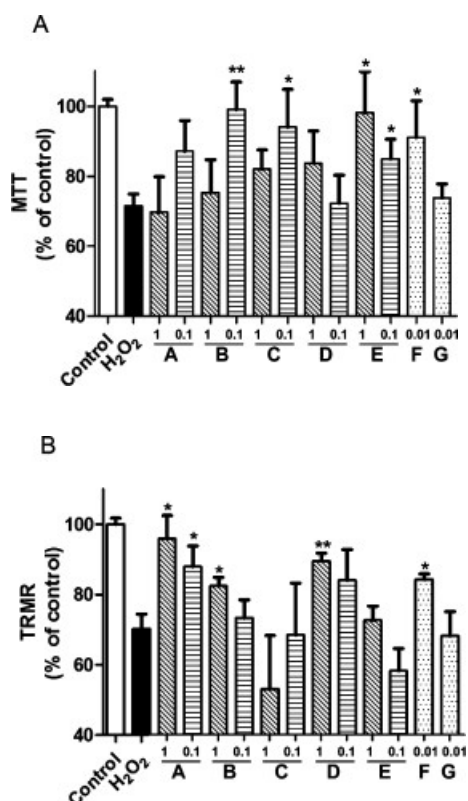 A
MTT
(% of control)
100
80
60
40
** * * * *
1 0.1 1 0.1 1 0.1 1 0.1 1 0.1 0.01 0.01
Control H₂O₂ A B C D E F G
B
TRMR
(% of control)
100
80
60
40
* * * ** *
1 0.1 1 0.1 1 0.1 1 0.1 1 0.1 0.01 0.01
Control H₂O₂ A B C D E F G